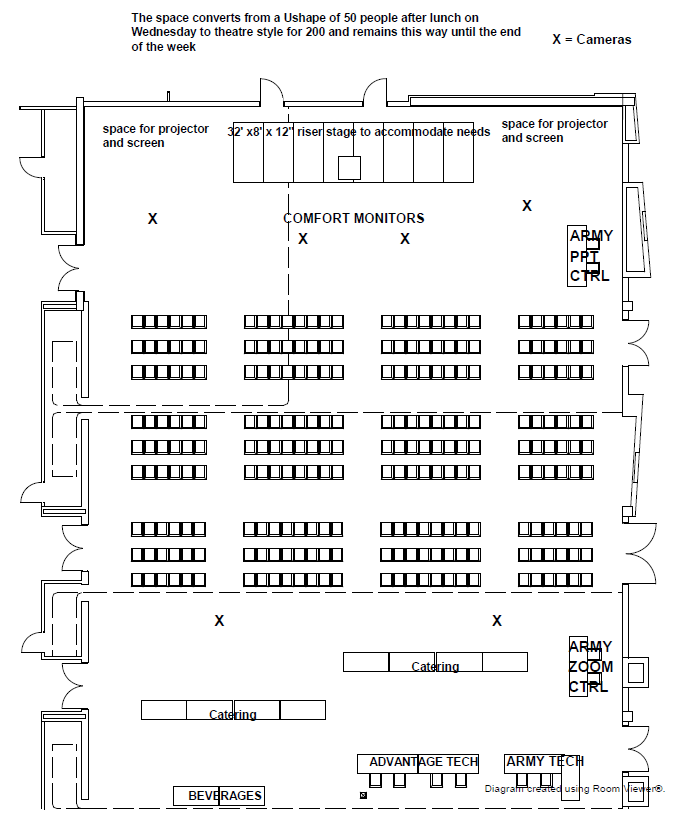 The space converts from a Ushape of 50 people after lunch on
Wednesday to theatre style for 200 and remains this way until the end
of the week
X = Cameras
space for projector
and screen
32' x8' x 12" riser stage to accommodate needs
space for projector
and screen
X
X
COMFORT MONITORS
X
X
ARMY
PPT
CTRL
X
X
ARMY
ZOOM
CTRL
Catering
Catering
ADVANTAGE TECH
ARMY TECH
Diagram created using Room Viewer®.
BEVERAGES